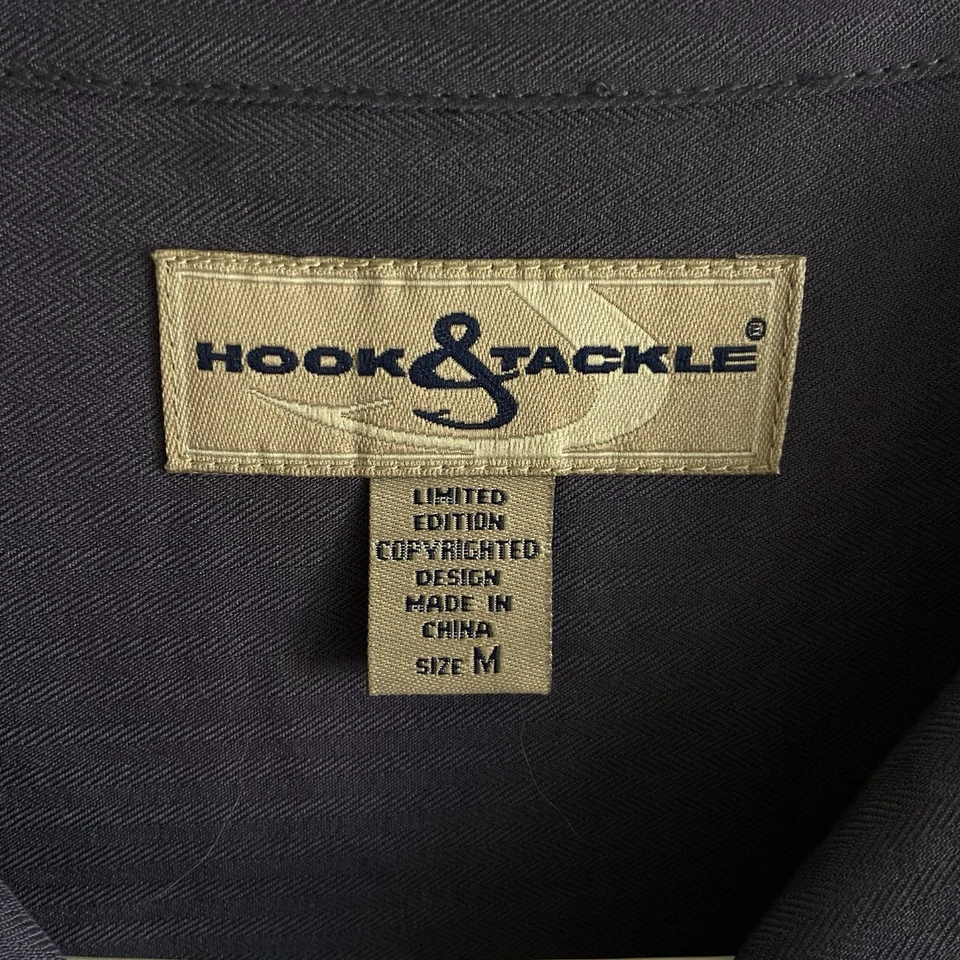 HOOK&TACKLE®
LIMITED
EDITION
COPYRIGHTED
DESIGN
MADE IN
CHINA
SIZE M